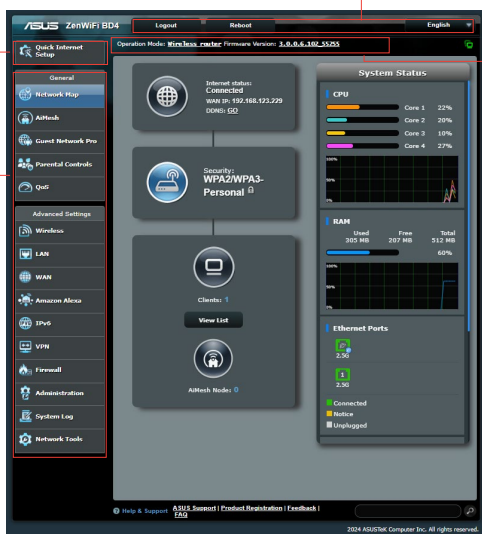 ASUS ZenWiFi BD4
Logout
Reboot
English
Quick Internet
Setup
Operation Mode: Wireless router Firmware Version: 3.0.0.6.102_55255
General
Network Map
AiMesh
Guest Network Pro
Parental Controls
QoS
Advanced Settings
Wireless
LAN
WAN
Amazon Alexa
IPv6
VPN
Firewall
Administration
System Log
Network Tools
Internet status:
Connected
WAN IP: 192.168.123.229
DDNS: GO
Security:
WPA2/WPA3-
Personal
Clients: 1
View List
AiMesh Node: 0
System Status
CPU
Core 1 22%
Core 2 20%
Core 3 10%
Core 4 27%
100%
50%
0%
RAM
Used Free Total
305 MB 207 MB 512 MB
60%
100%
50%
0%
Ethernet Ports
2.5G
1
2.5G
Connected
Notice
Unplugged
Help & Support ASUS Support | Product Registration | Feedback |
FAQ
2024 ASUSTeK Computer Inc. All rights reserved.